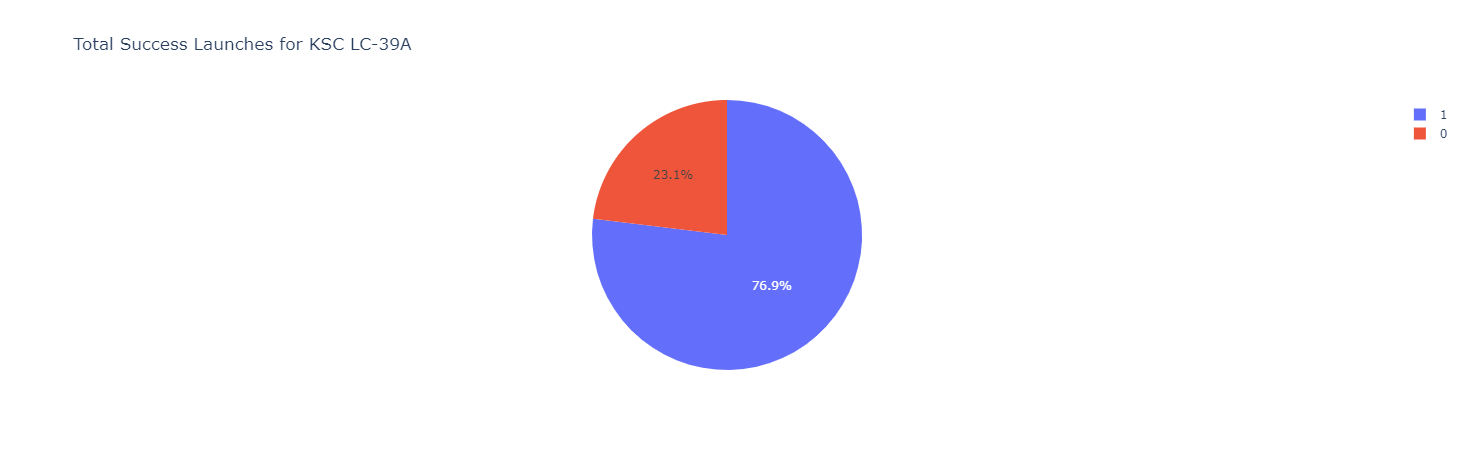 Total Success Launches for KSC LC-39A
1
0
23.1%
76.9%